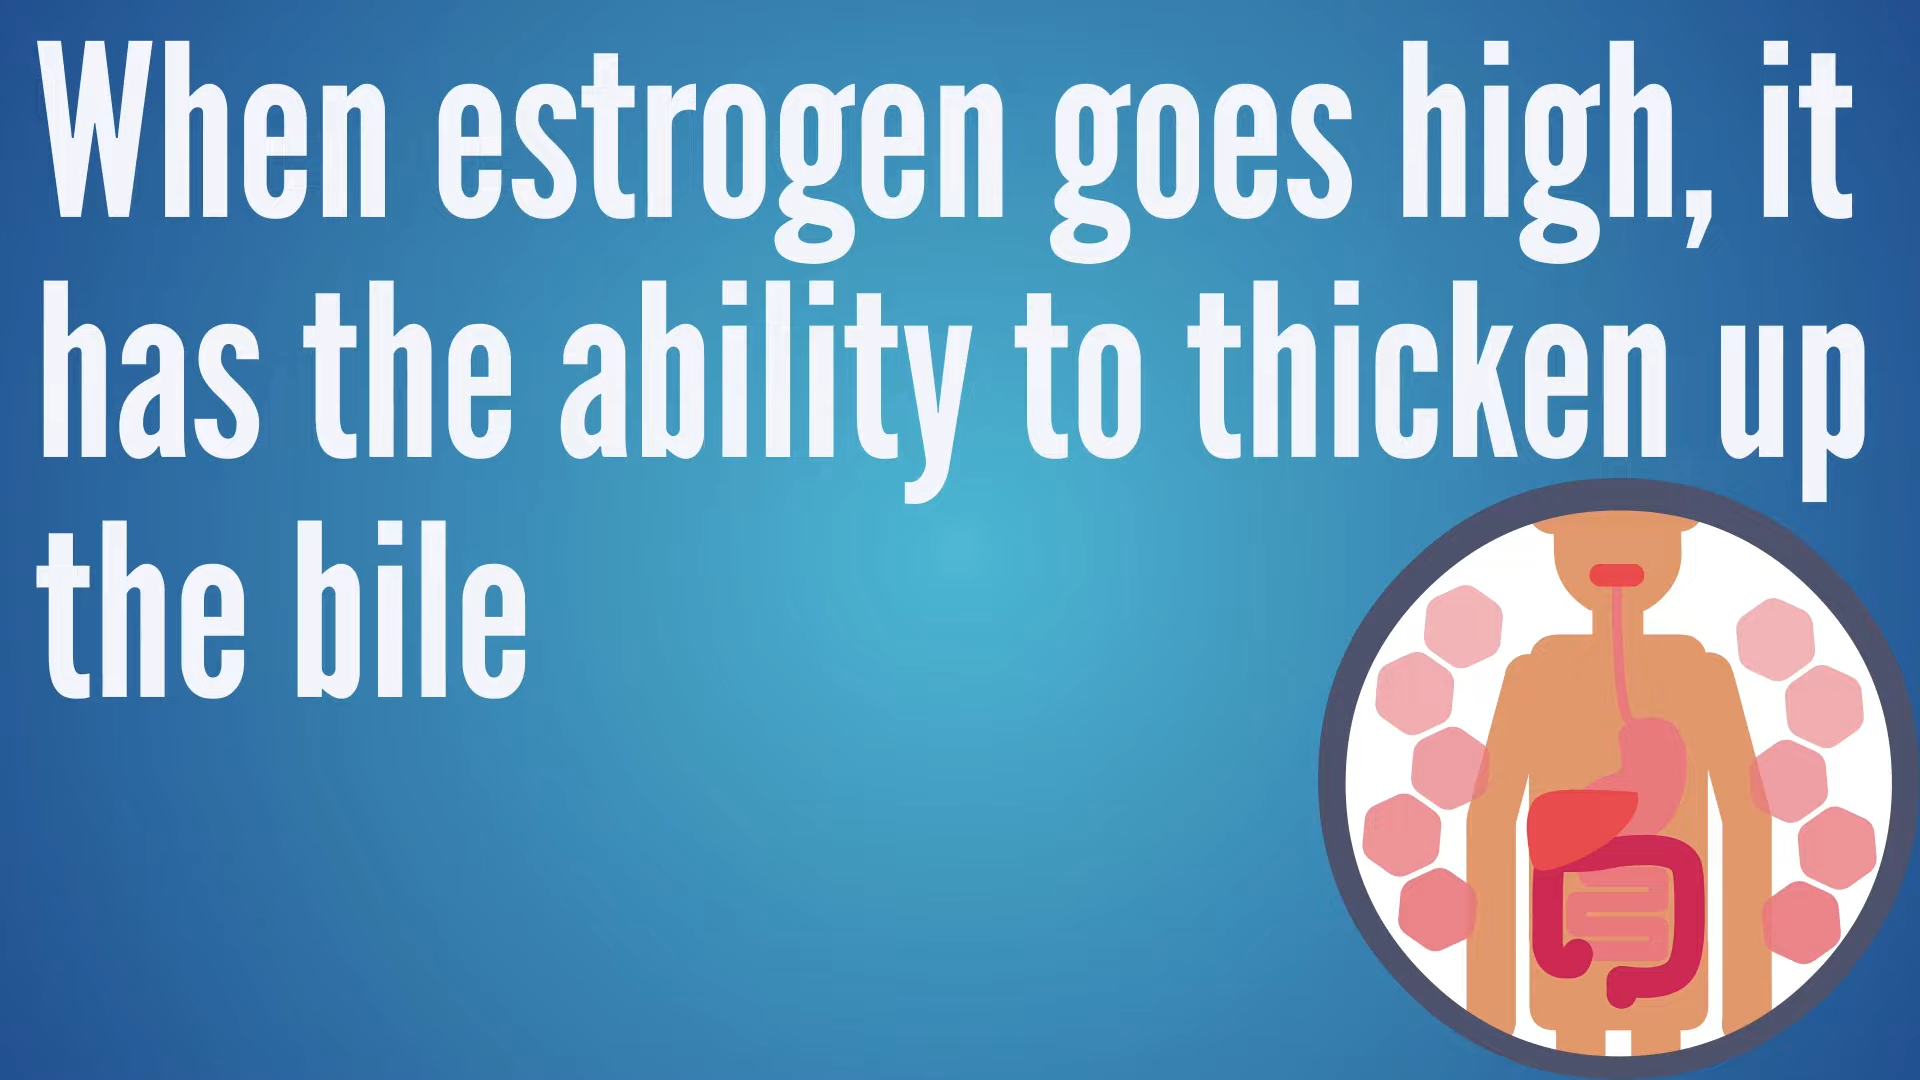 When estrogen goes high, it
has the ability to thicken up
the bile